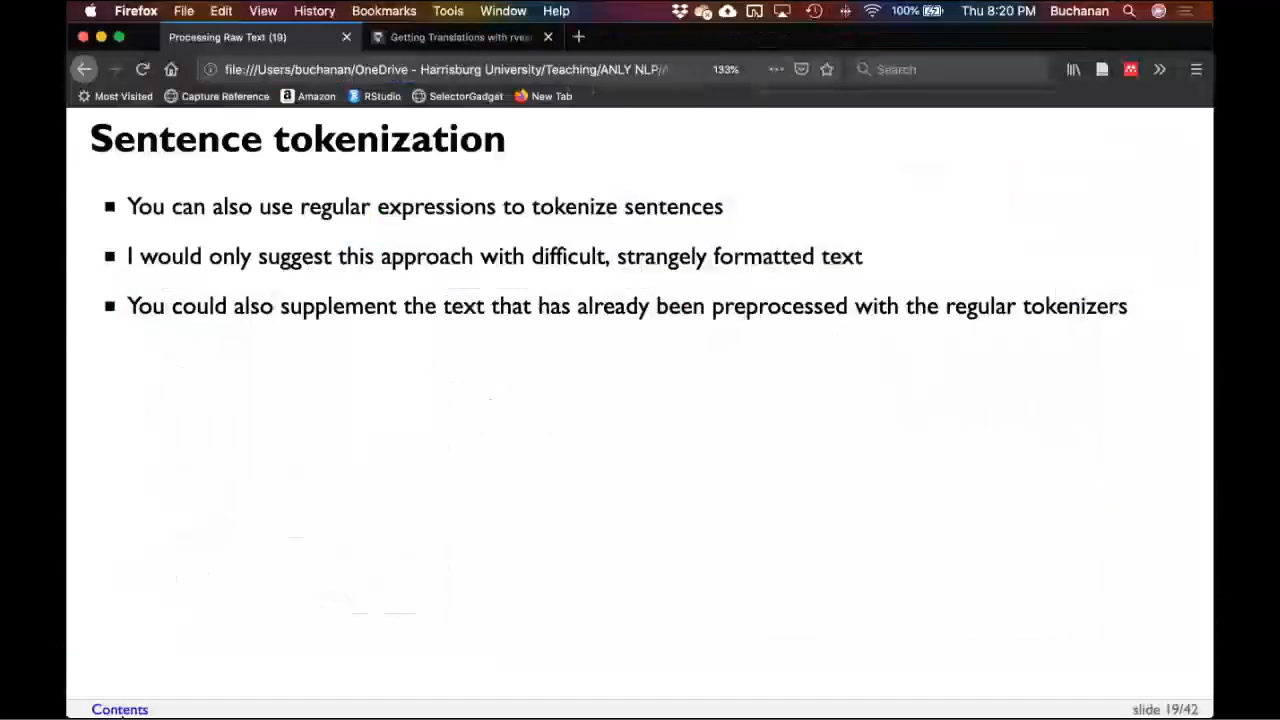 Firefox File Edit View History Bookmarks Tools Window Help 100% Thu 8:20 PM Buchanan
Processing Raw Text (19) Getting Translations with rves
file:///Users/buchanan/OneDrive - Harrisburg University/Teaching/ANLY NLP/ 133% Search
Most Visited Capture Reference Amazon RStudio SelectorGadget New Tab
Sentence tokenization
You can also use regular expressions to tokenize sentences
I would only suggest this approach with difficult, strangely formatted text
You could also supplement the text that has already been preprocessed with the regular tokenizers
Contents slide 19/42